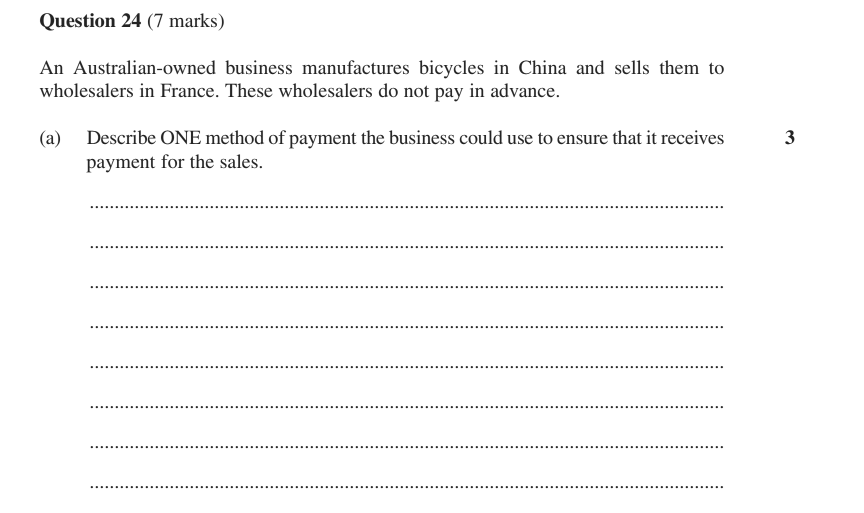 Question 24 (7 marks)
An Australian-owned business manufactures bicycles in China and sells them to
wholesalers in France. These wholesalers do not pay in advance.
(a) Describe ONE method of payment the business could use to ensure that it receives 3
payment for the sales.